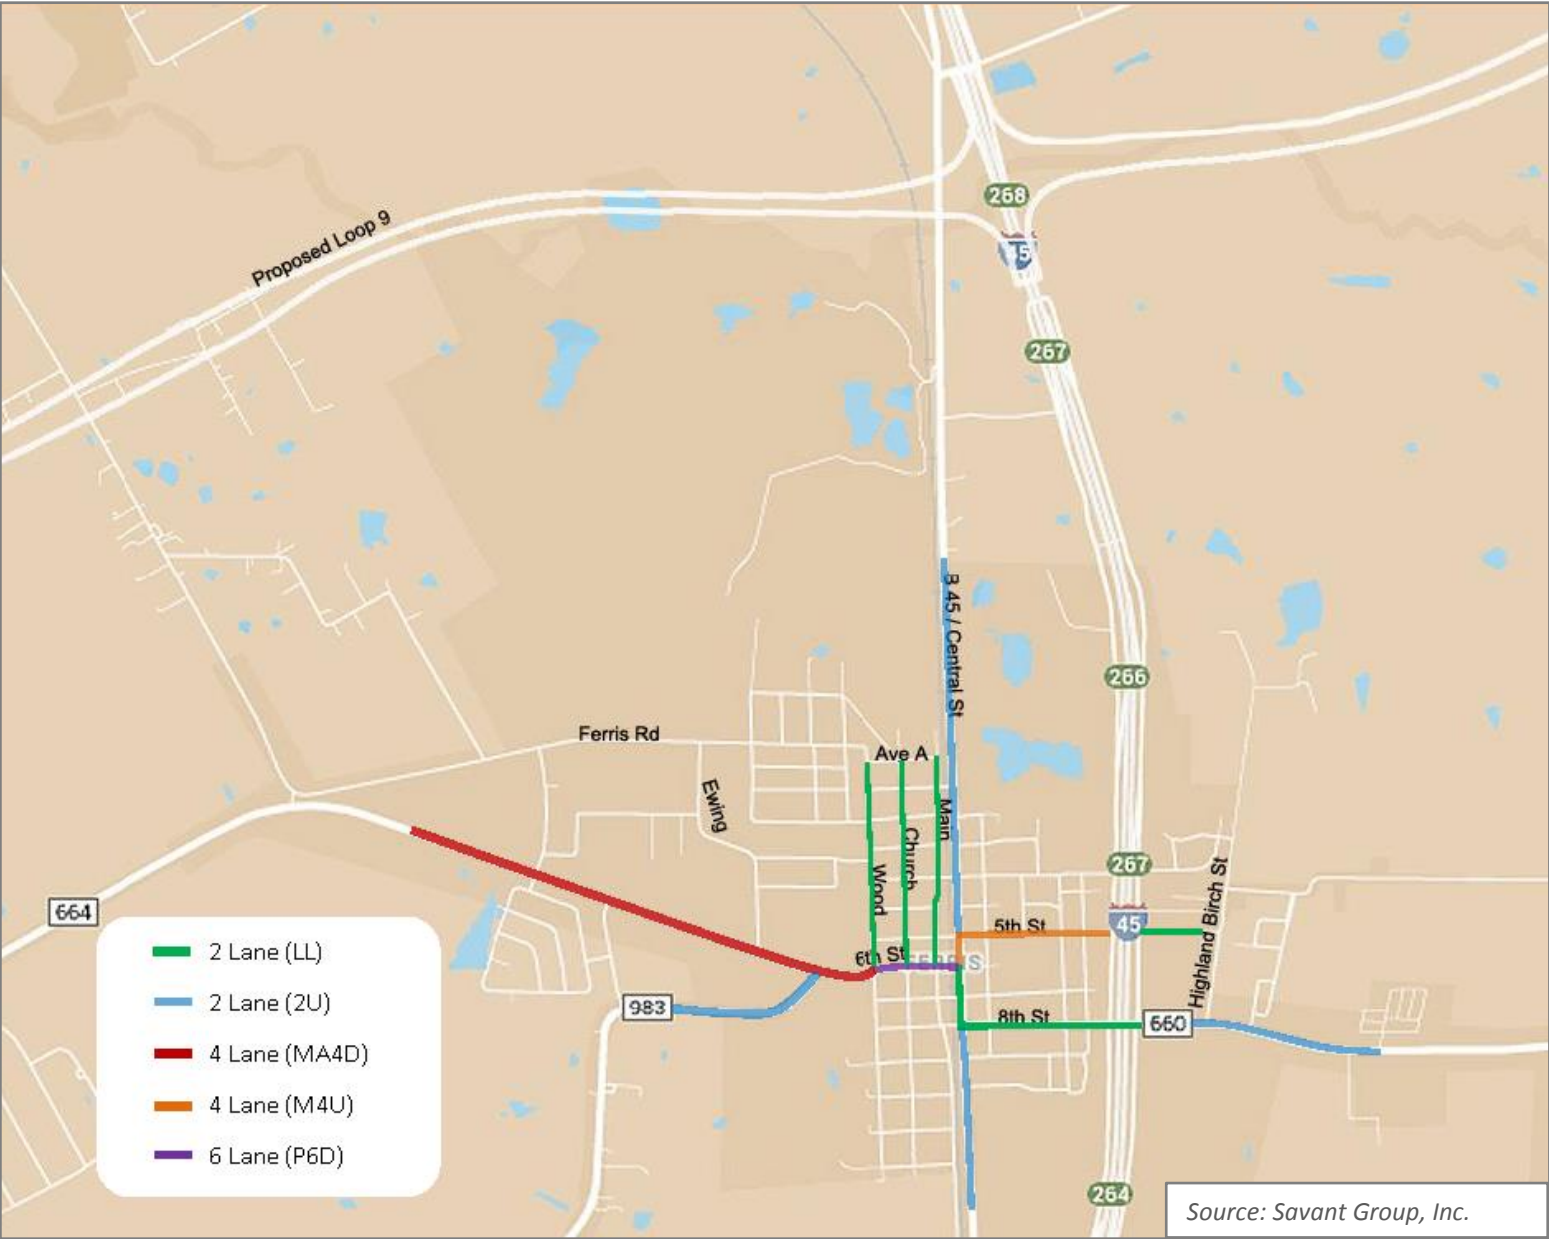 268
45
Proposed Loop 9
267
B 45 / Central St
266
Ferris Rd
Ave A
Ewing
Main
Church
Wood
267
Highland Birch St
664
5th St
45
6th St
FERRIS
983
8th St
660
2 Lane (LL)
2 Lane (2U)
4 Lane (MA4D)
4 Lane (M4U)
6 Lane (P6D)
264
Source: Savant Group, Inc.